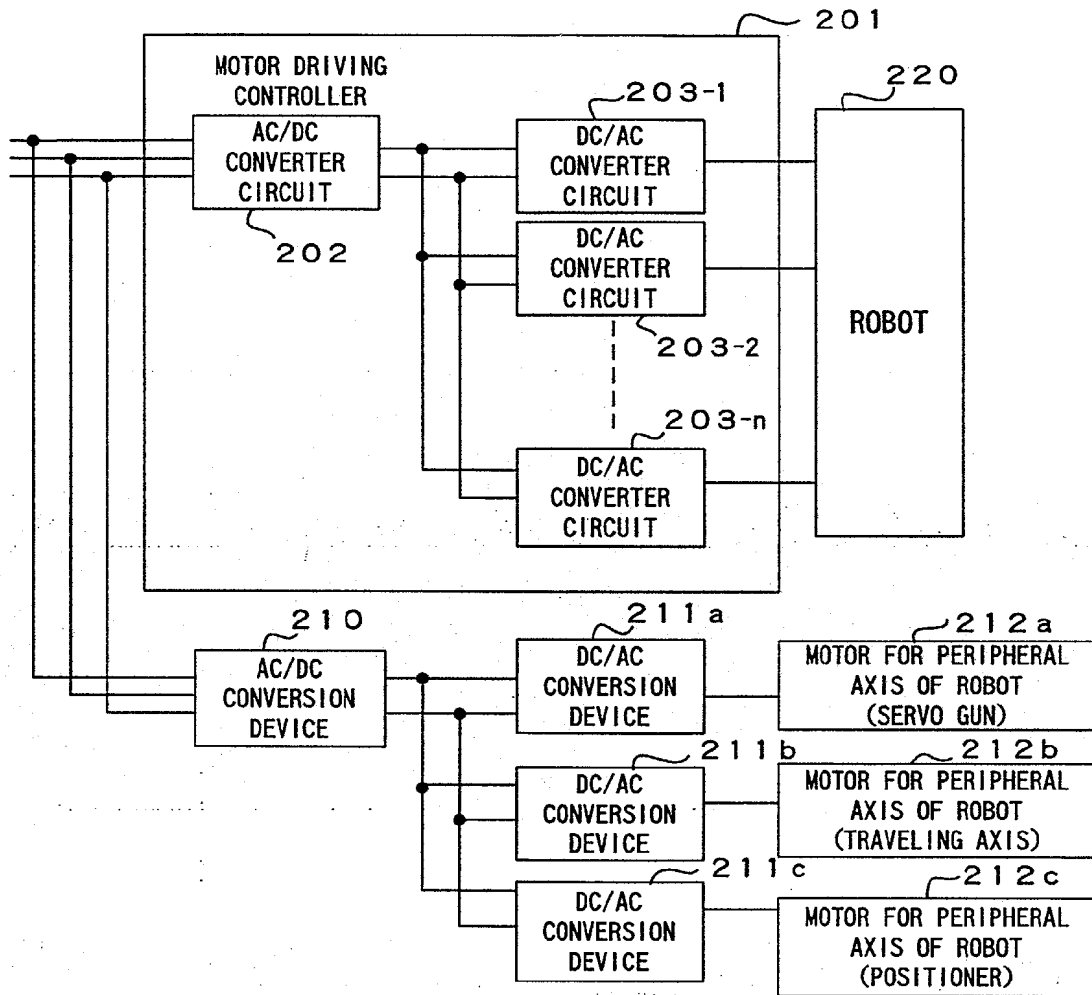 201
MOTOR DRIVING
CONTROLLER
203-1
220
AC/DC
CONVERTER
CIRCUIT
202
DC/AC
CONVERTER
CIRCUIT
DC/AC
CONVERTER
CIRCUIT
203-2
ROBOT
203-n
DC/AC
CONVERTER
CIRCUIT
210
AC/DC
CONVERSION
DEVICE
211a
DC/AC
CONVERSION
DEVICE
212a
MOTOR FOR PERIPHERAL
AXIS OF ROBOT
(SERVO GUN)
211b
DC/AC
CONVERSION
DEVICE
212b
MOTOR FOR PERIPHERAL
AXIS OF ROBOT
(TRAVELING AXIS)
211c
DC/AC
CONVERSION
DEVICE
212c
MOTOR FOR PERIPHERAL
AXIS OF ROBOT
(POSITIONER)